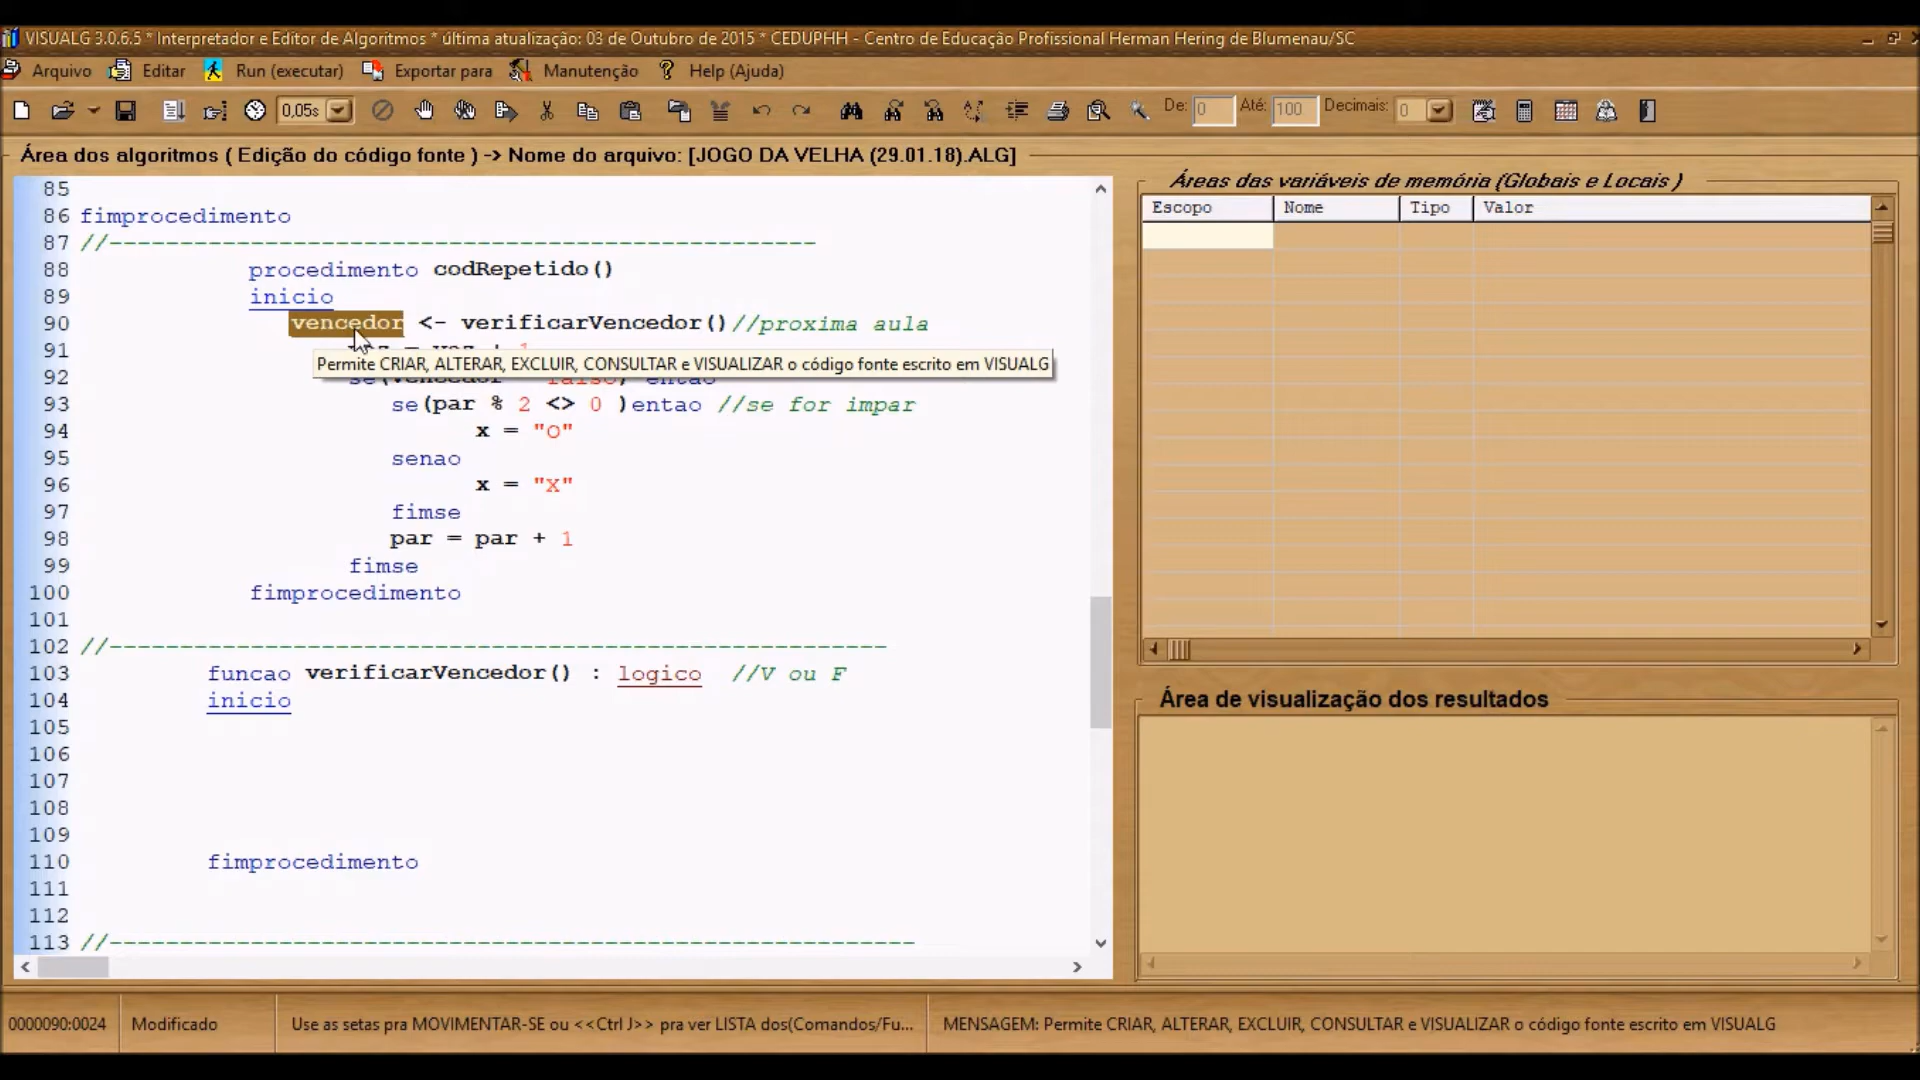 VISUALG 3.0.6.5 * Interpretador e Editor de Algoritmos * última atualização: 03 de Outubro de 2015 * CEDUPHH - Centro de Educação Profissional Herman Hering de Blumenau/SC
Arquivo Editar Run (executar) Exportar para Manutenção Help (Ajuda)
0,05s De: 0 Até: 100 Decimais: 0
Área dos algoritmos ( Edição do código fonte ) -> Nome do arquivo: [JOGO DA VELHA (29.01.18).ALG]
85
86 fimprocedimento
87 //--------------------------------------------------
88 procedimento codRepetido()
89 inicio
90 vencedor <- verificarVencedor()//proxima aula
91
Permite CRIAR, ALTERAR, EXCLUIR, CONSULTAR e VISUALIZAR o código fonte escrito em VISUALG
92 se(vencedor = falso) entao
93 se(par % 2 <> 0 )entao //se for impar
94 x = "O"
95 senao
96 x = "X"
97 fimse
98 par = par + 1
99 fimse
100 fimprocedimento
101
102 //-------------------------------------------------------
103 funcao verificarVencedor() : logico //V ou F
104 inicio
105
106
107
108
109
110 fimprocedimento
111
112
113 //---------------------------------------------------------
Áreas das variáveis de memória (Globais e Locais )
Escopo Nome Tipo Valor
Área de visualização dos resultados
0000090:0024 Modificado Use as setas pra MOVIMENTAR-SE ou <<Ctrl J>> pra ver LISTA dos(Comandos/Fu... MENSAGEM: Permite CRIAR, ALTERAR, EXCLUIR, CONSULTAR e VISUALIZAR o código fonte escrito em VISUALG